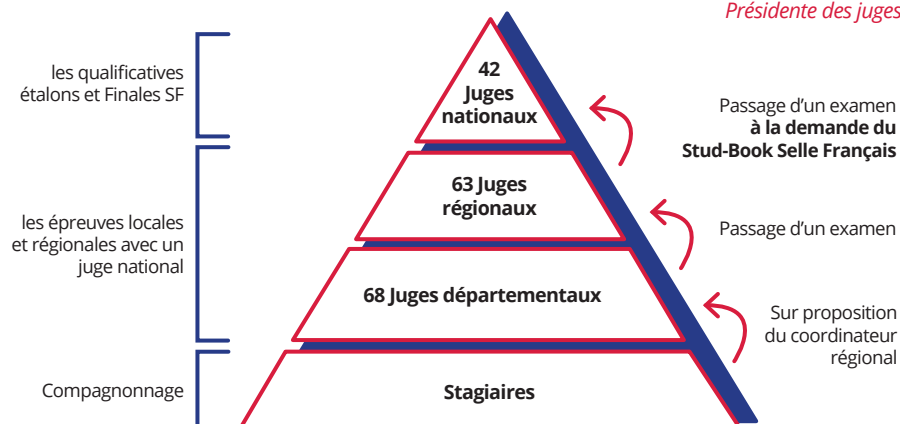 Présidente des juges
les qualificatives
étalons et Finales SF
42
Juges
nationaux
Passage d'un examen
à la demande du
Stud-Book Selle Français
les épreuves locales
et régionales avec un
juge national
63 Juges
régionaux
Passage d'un examen
68 Juges départementaux
Sur proposition
du coordinateur
régional
Compagnonnage
Stagiaires